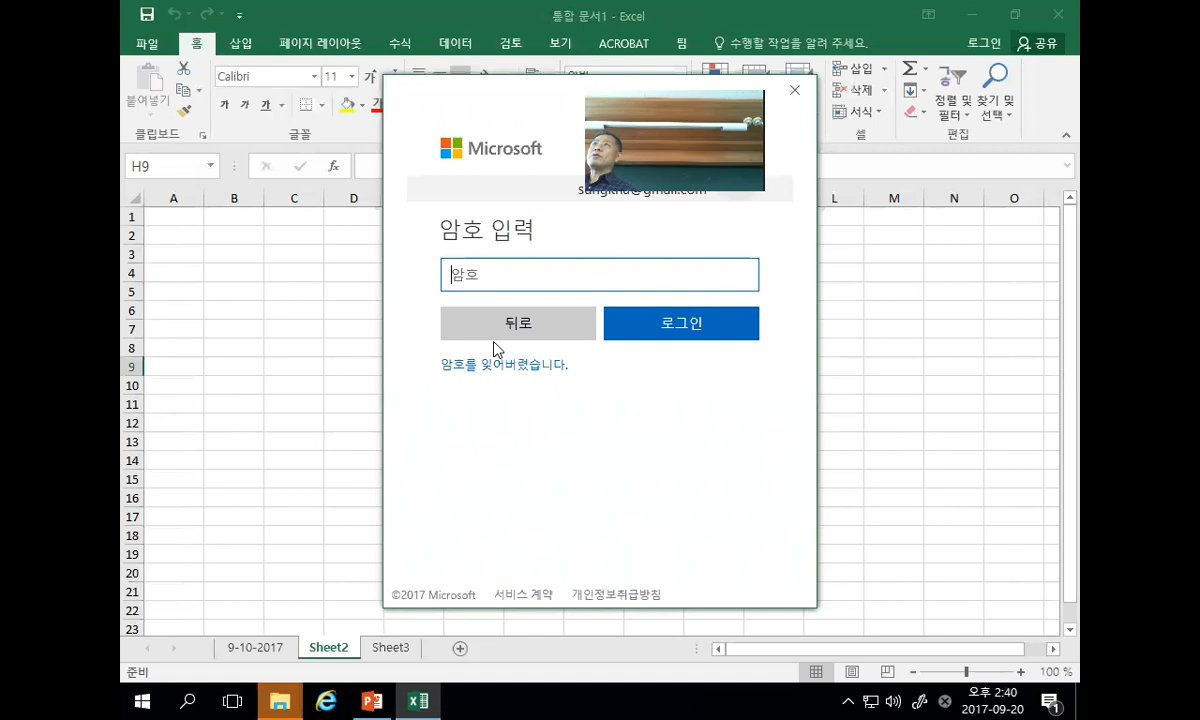 통합 문서1 - Excel
파일 홈 삽입 페이지 레이아웃 수식 데이터 검토 보기 ACROBAT 팀 수행할 작업을 알려 주세요. 로그인 공유
Calibri 11 가 삽입
붙여넣기 가 가 가 삭제 정렬 및 찾기 및
서식 필터 선택
클립보드 글꼴 셀 편집
H9 fx
Microsoft
암호 입력
암호
뒤로 로그인
암호를 잊어버렸습니다.
©2017 Microsoft 서비스 계약 개인정보취급방침
A B C D L M N O
1
2
3
4
5
6
7
8
9
10
11
12
13
14
15
16
17
18
19
20
21
22
23
9-10-2017 Sheet2 Sheet3
준비 100 %
오후 2:40
2017-09-20
1